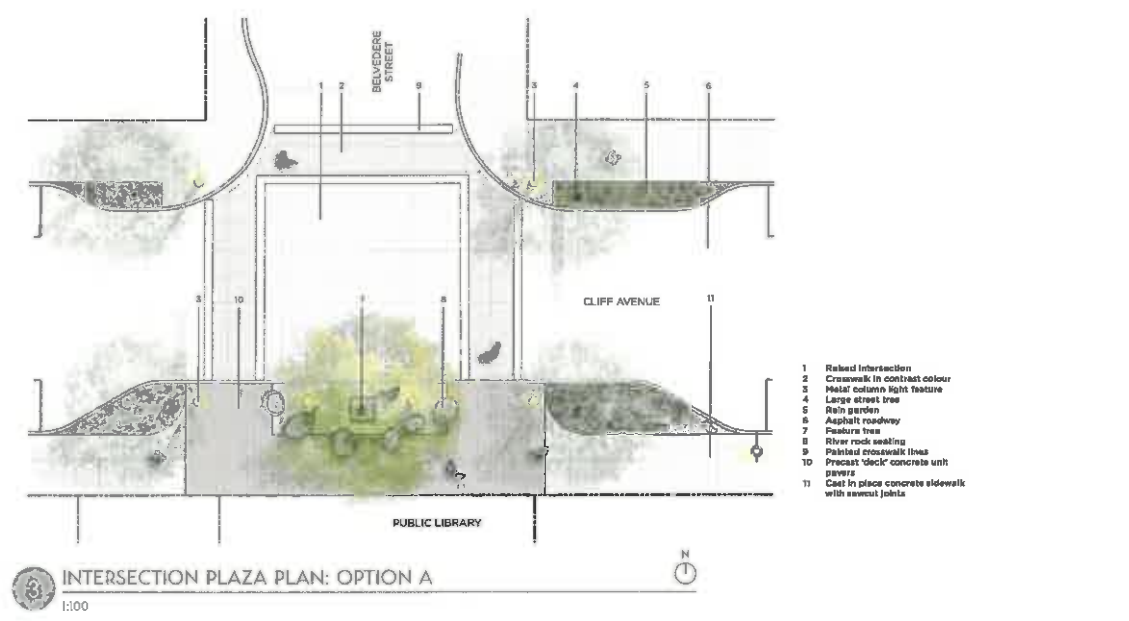 BELVEDERE
STREET
1 2 9 3 4 5 6
3 10 7 8 11
CLIFF AVENUE
1 Raised Intersection
2 Crosswalk in contrast colour
3 Metal column light feature
4 Large street tree
5 Rain garden
6 Asphalt roadway
7 Feature tree
8 River rock seating
9 Painted crosswalk lines
10 Precast 'deck' concrete unit
pavers
11 Cast in place concrete sidewalk
with sawcut joints
PUBLIC LIBRARY
N
3 INTERSECTION PLAZA PLAN: OPTION A
1:100